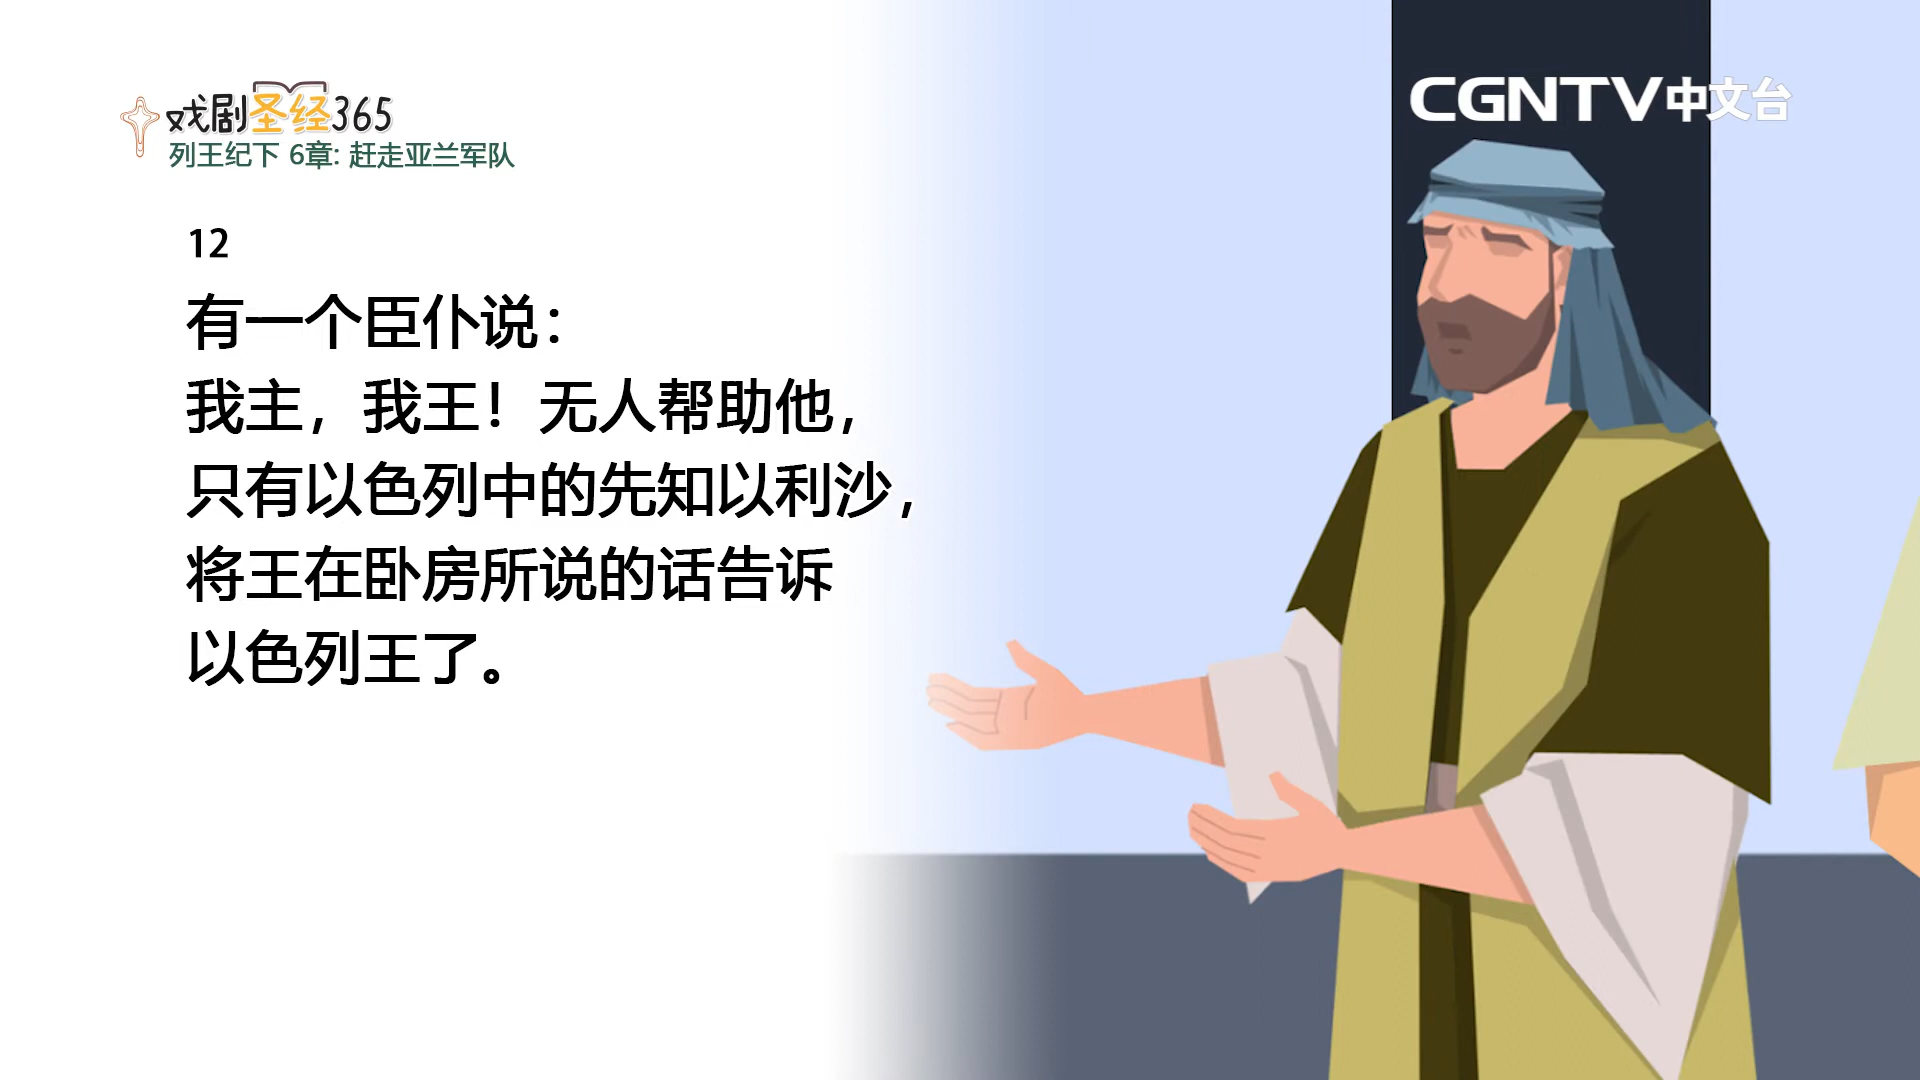 戏剧圣经365
CGNTV中文台
列王纪下 6章: 赶走亚兰军队
12
有一个臣仆说：
我主，我王！无人帮助他，
只有以色列中的先知以利沙，
将王在卧房所说的话告诉
以色列王了。